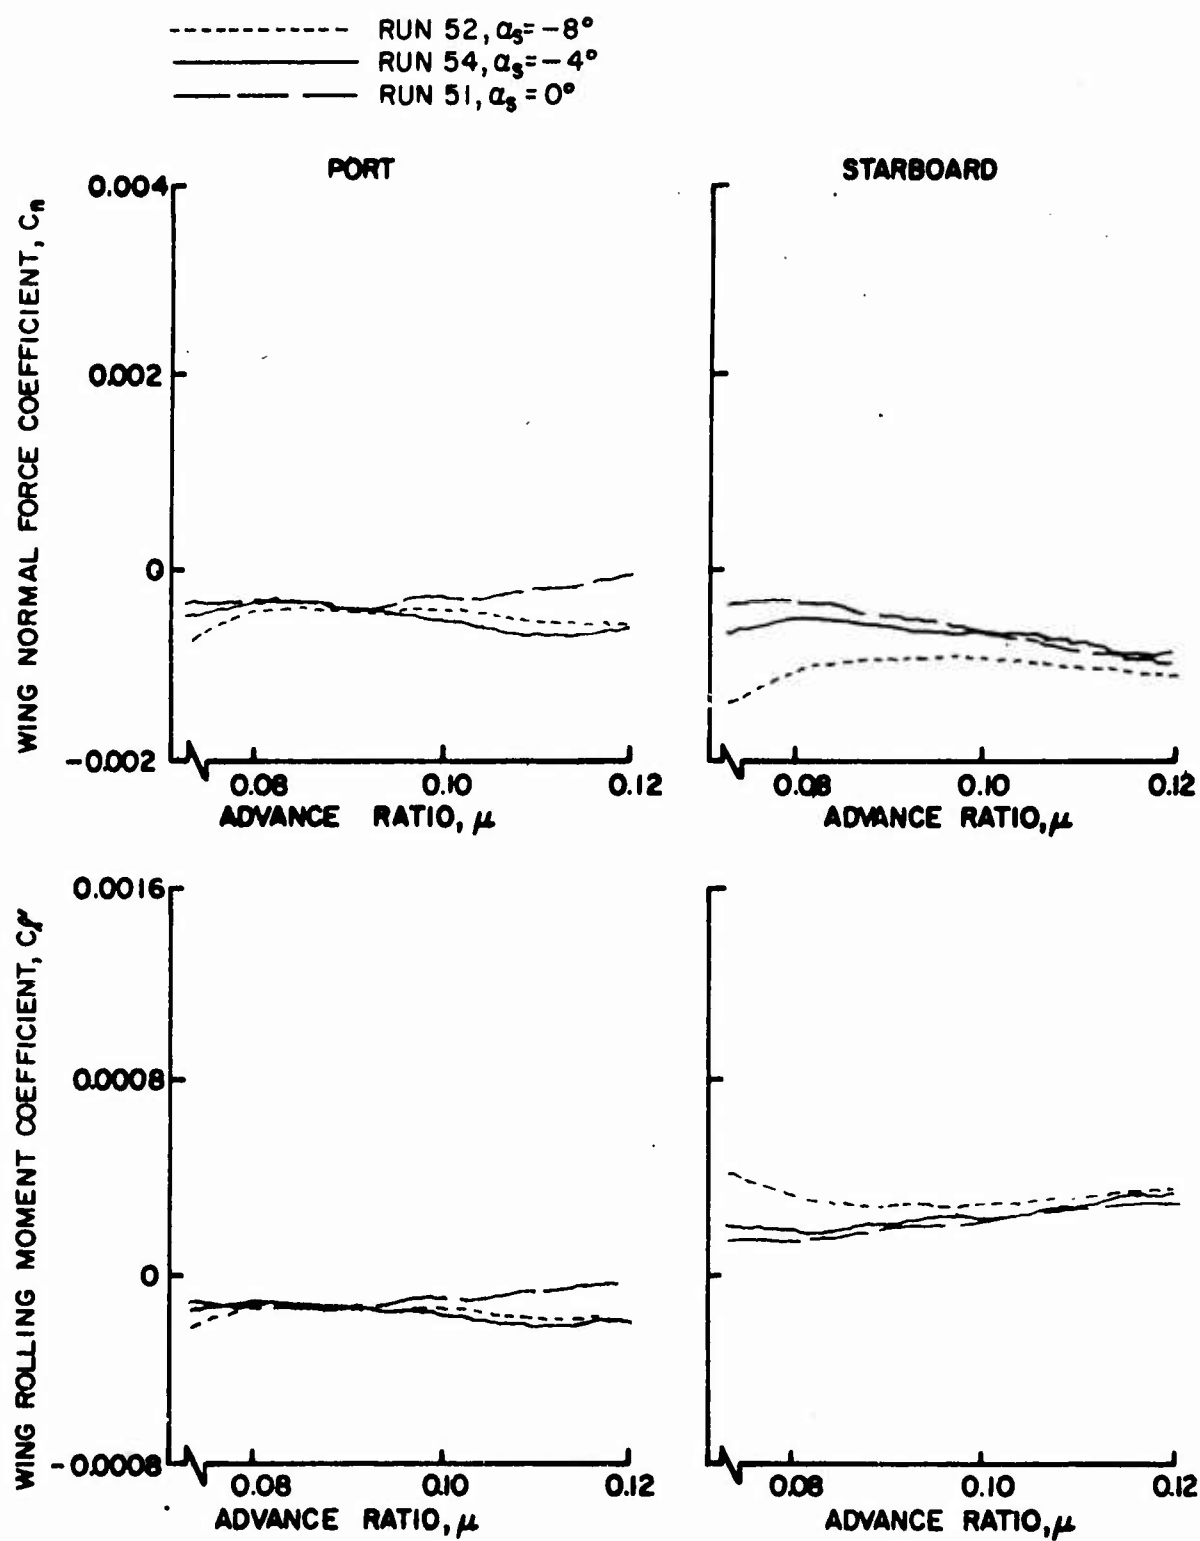 RUN 52, αs = -8°
RUN 54, αs = -4°
RUN 51, αs = 0°
PORT
STARBOARD
WING NORMAL FORCE COEFFICIENT, Cn
0.004
0.002
0
-0.002
0.08
0.10
0.12
ADVANCE RATIO, μ
0.08
0.10
0.12
ADVANCE RATIO, μ
WING ROLLING MOMENT COEFFICIENT, Cℓ
0.0016
0.0008
0
-0.0008
0.08
0.10
0.12
ADVANCE RATIO, μ
0.08
0.10
0.12
ADVANCE RATIO, μ